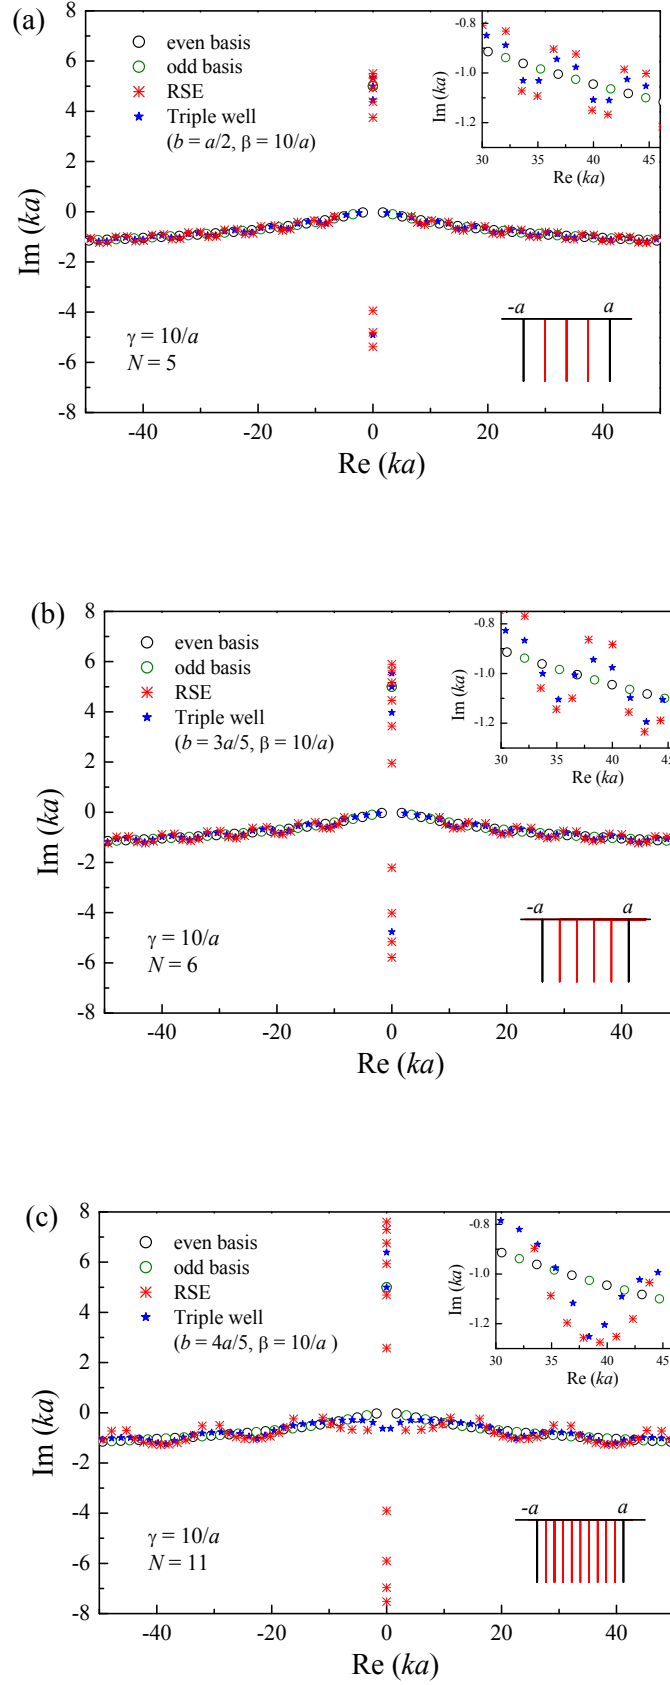 (a)
even basis
odd basis
RSE
Triple well
(b = a/2, β = 10/a)
8
6
4
2
0
-2
-4
-6
-8
Im (ka)
-40
-20
0
20
40
Re (ka)
γ = 10/a
N = 5
-a
a
-0.8
-1.0
-1.2
Im (ka)
30
35
40
45
Re (ka)
(b)
even basis
odd basis
RSE
Triple well
(b = 3a/5, β = 10/a)
8
6
4
2
0
-2
-4
-6
-8
Im (ka)
-40
-20
0
20
40
Re (ka)
γ = 10/a
N = 6
-a
a
-0.8
-1.0
-1.2
Im (ka)
30
35
40
45
Re (ka)
(c)
even basis
odd basis
RSE
Triple well
(b = 4a/5, β = 10/a )
8
6
4
2
0
-2
-4
-6
-8
Im (ka)
-40
-20
0
20
40
Re (ka)
γ = 10/a
N = 11
-a
a
-0.8
-1.0
-1.2
Im (ka)
30
35
40
45
Re (ka)